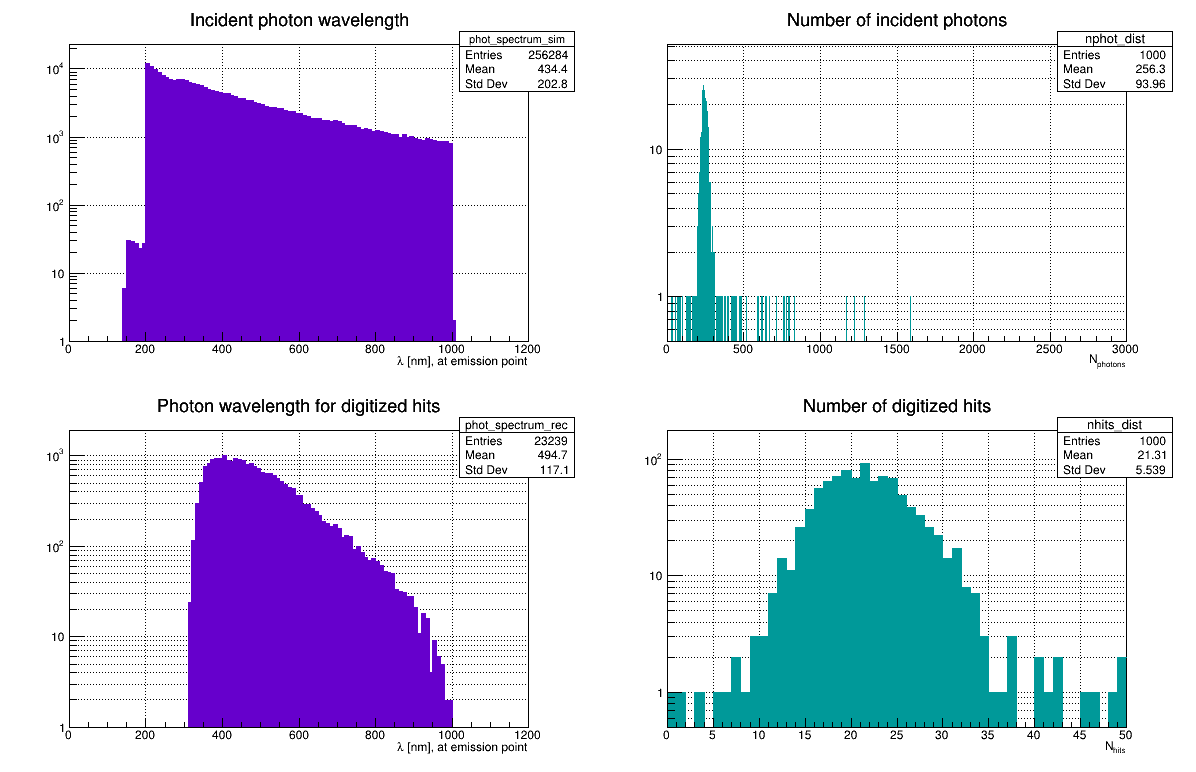 Incident photon wavelength
phot_spectrum_sim
Entries 256284
Mean 434.4
Std Dev 202.8
10^4
10^3
10^2
10
1
0 200 400 600 800 1000 1200
λ [nm], at emission point
Number of incident photons
nphot_dist
Entries 1000
Mean 256.3
Std Dev 93.96
10
1
0 500 1000 1500 2000 2500 3000
N_photons
Photon wavelength for digitized hits
phot_spectrum_rec
Entries 23239
Mean 494.7
Std Dev 117.1
10^3
10^2
10
1
0 200 400 600 800 1000 1200
λ [nm], at emission point
Number of digitized hits
nhits_dist
Entries 1000
Mean 21.31
Std Dev 5.539
10^2
10
1
0 5 10 15 20 25 30 35 40 45 50
N_hits